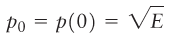 p₀ = p(0) = √E